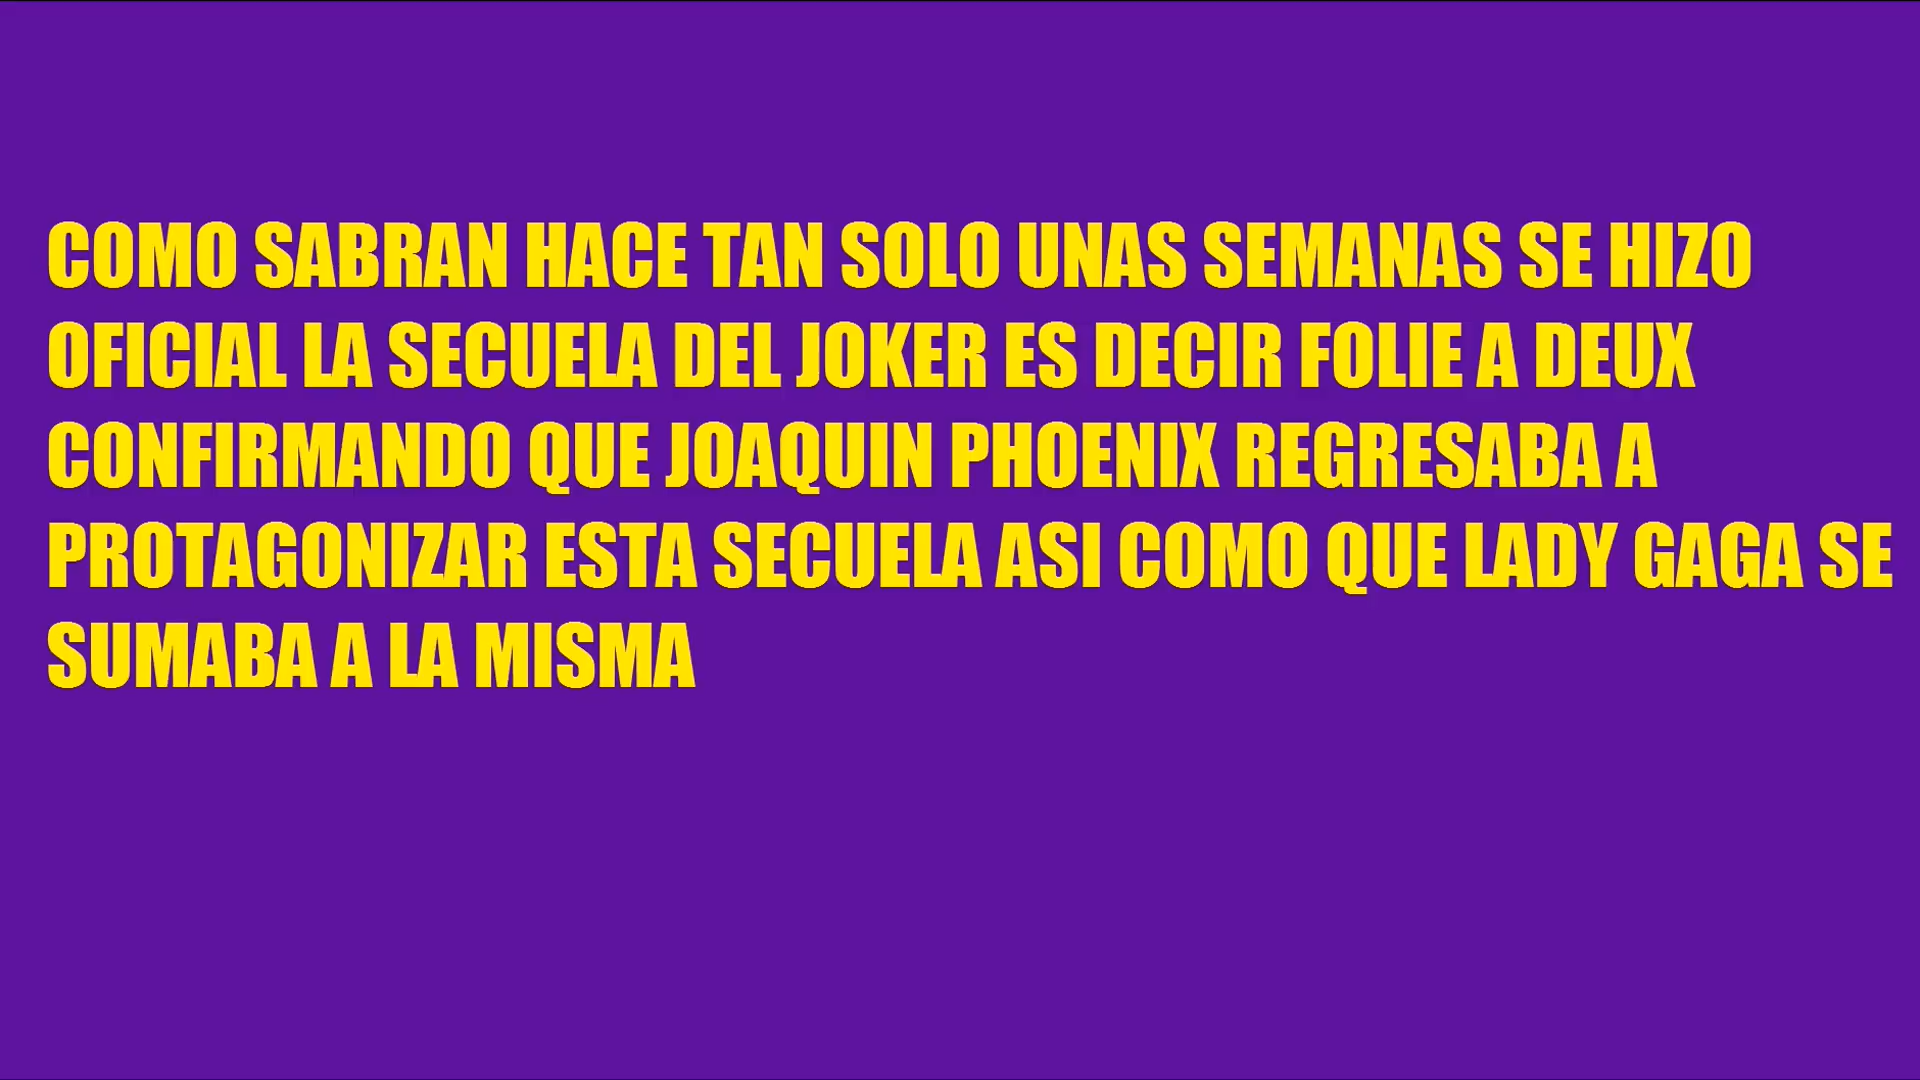 COMO SABRAN HACE TAN SOLO UNAS SEMANAS SE HIZO
OFICIAL LA SECUELA DEL JOKER ES DECIR FOLIE A DEUX
CONFIRMANDO QUE JOAQUIN PHOENIX REGRESABA A
PROTAGONIZAR ESTA SECUELA ASI COMO QUE LADY GAGA SE
SUMABA A LA MISMA